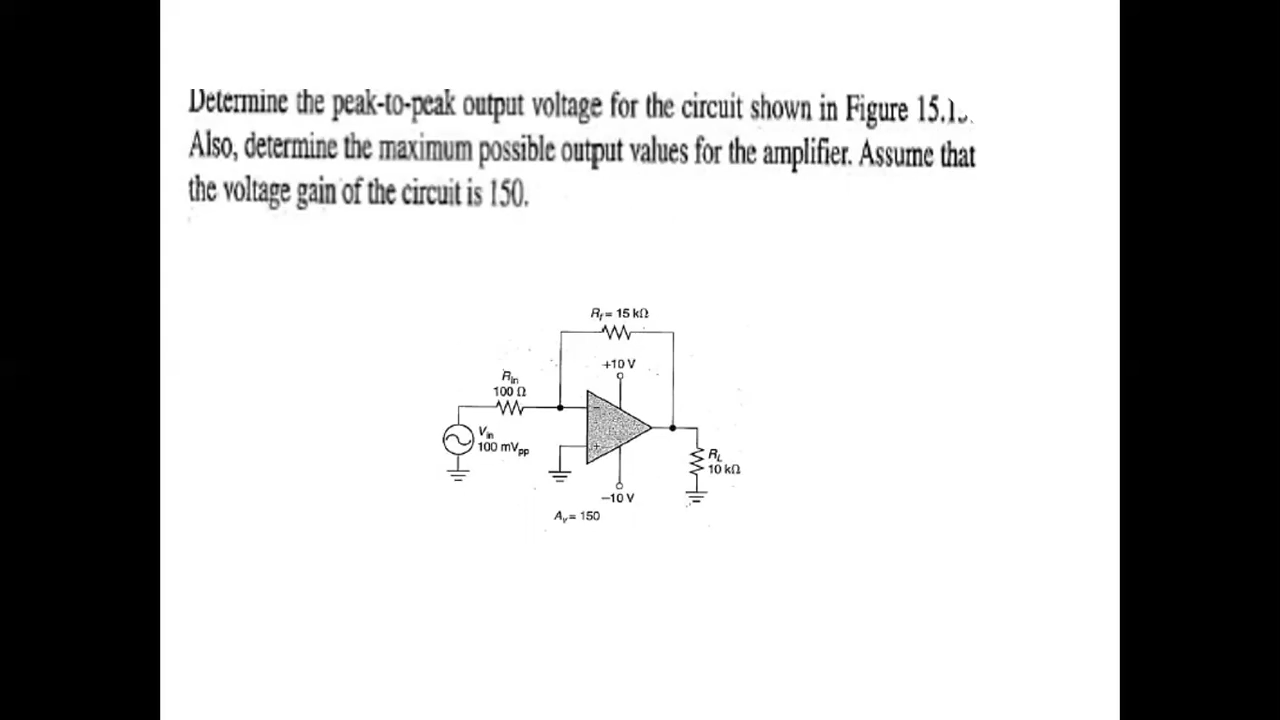 Determine the peak-to-peak output voltage for the circuit shown in Figure 15.1
Also, determine the maximum possible output values for the amplifier. Assume that
the voltage gain of the circuit is 150.
Rf = 15 kΩ
+10 V
Rin
100 Ω
−
Vin
100 mVpp
+
RL
10 kΩ
−10 V
Av = 150